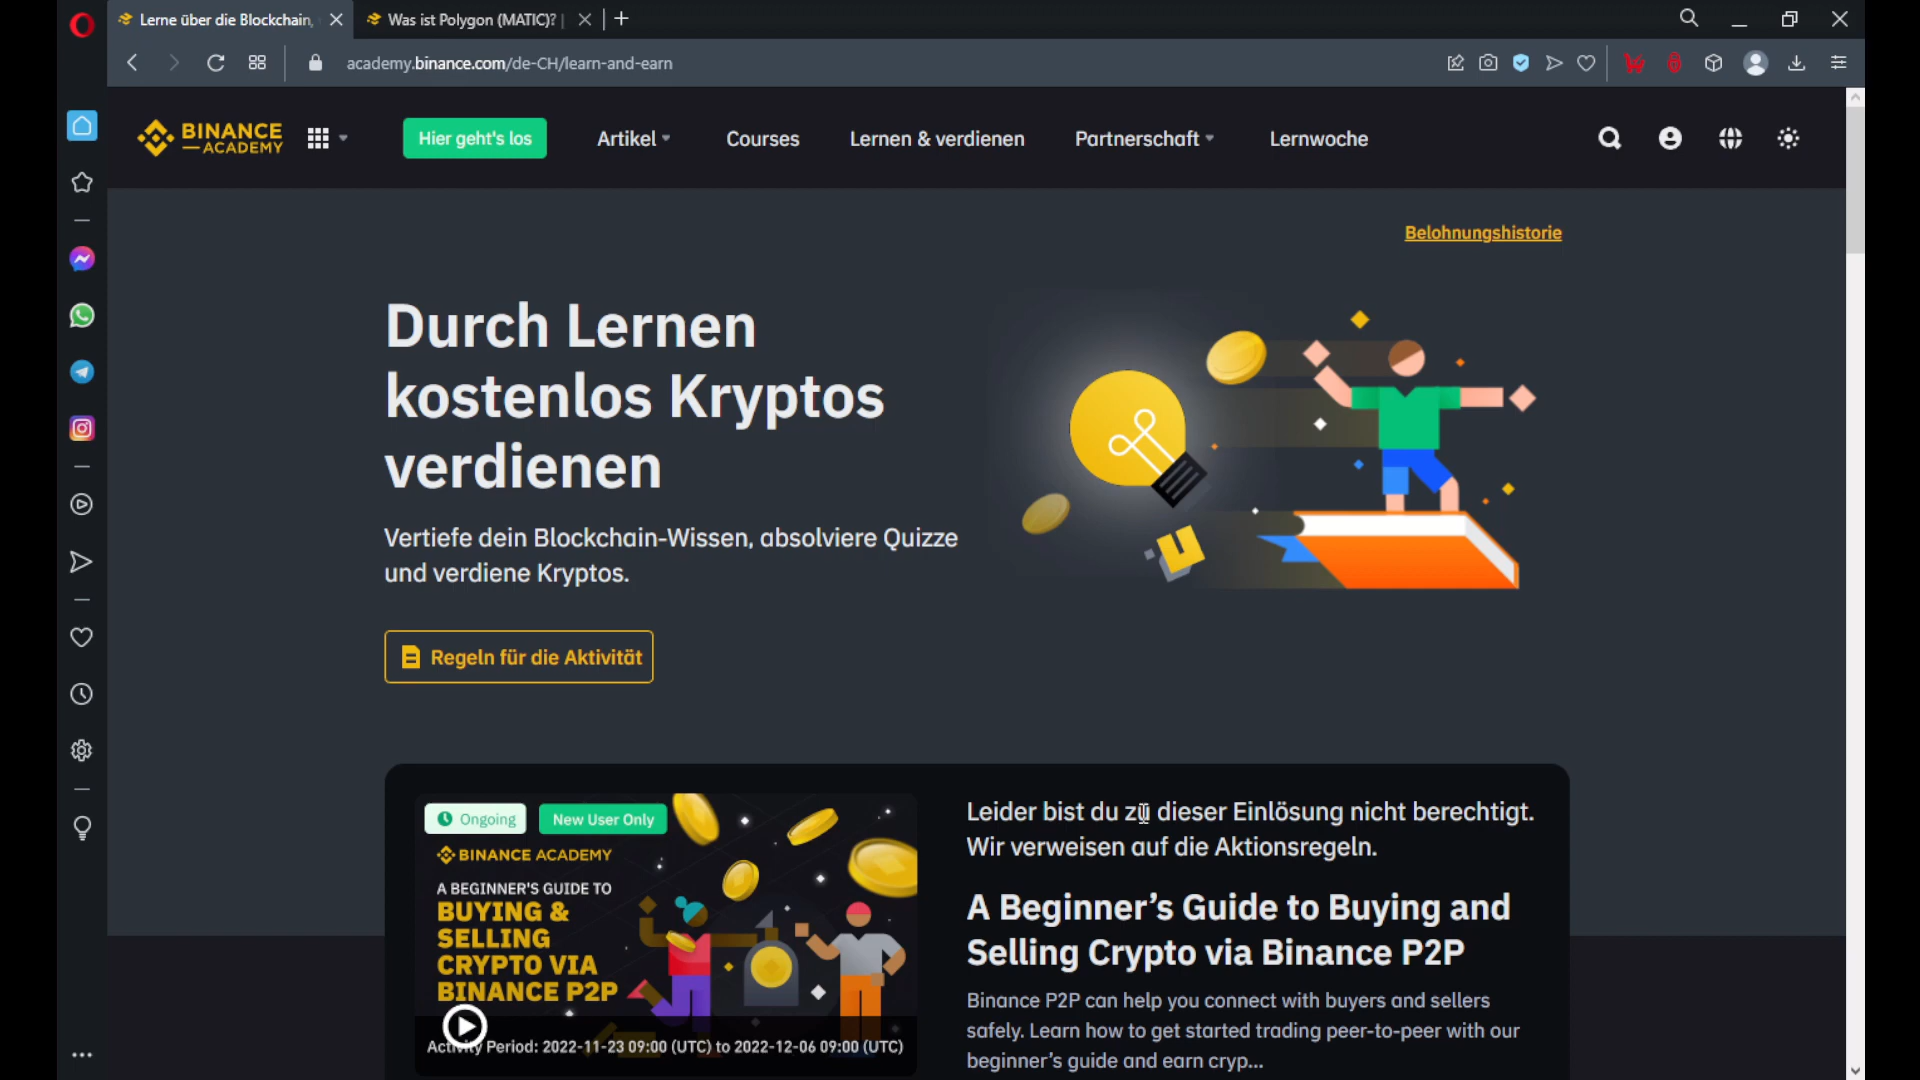 Lerne über die Blockchain,
Was ist Polygon (MATIC)? |
academy.binance.com/de-CH/learn-and-earn
BINANCE
ACADEMY
Hier geht's los
Artikel
Courses
Lernen & verdienen
Partnerschaft
Lernwoche
Belohnungshistorie
Durch Lernen
kostenlos Kryptos
verdienen
Vertiefe dein Blockchain-Wissen, absolviere Quizze
und verdiene Kryptos.
Regeln für die Aktivität
Ongoing
New User Only
BINANCE ACADEMY
A BEGINNER'S GUIDE TO
BUYING &
SELLING
CRYPTO VIA
BINANCE P2P
Activity Period: 2022-11-23 09:00 (UTC) to 2022-12-06 09:00 (UTC)
Leider bist du zu dieser Einlösung nicht berechtigt.
Wir verweisen auf die Aktionsregeln.
A Beginner's Guide to Buying and
Selling Crypto via Binance P2P
Binance P2P can help you connect with buyers and sellers
safely. Learn how to get started trading peer-to-peer with our
beginner's guide and earn cryp...